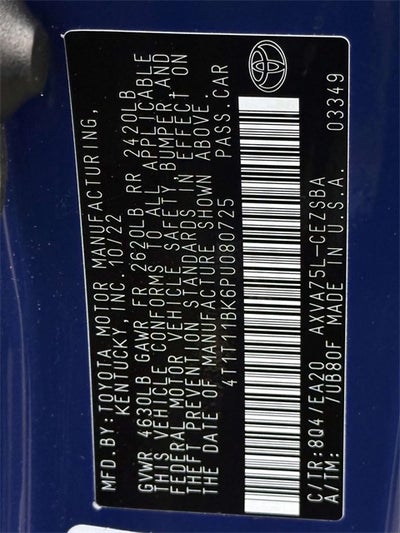 MFD.BY:TOYOTA MOTOR MANUFACTURING,
KENTUCKY, INC. 10/22
GVWR 4630LB GAWR FR 2620LB RR 2420LB
THIS VEHICLE CONFORMS TO ALL APPLICABLE
FEDERAL MOTOR VEHICLE SAFETY, BUMPER AND
THEFT PREVENTION STANDARDS IN EFFECT ON
THE DATE OF MANUFACTURE SHOWN ABOVE.
4T1T11BK6PU080725 PASS.CAR
C/TR:8Q4/EA20 AXVA75L-CEZSBA 03349
A/TM: /UB80F MADE IN U.S.A.